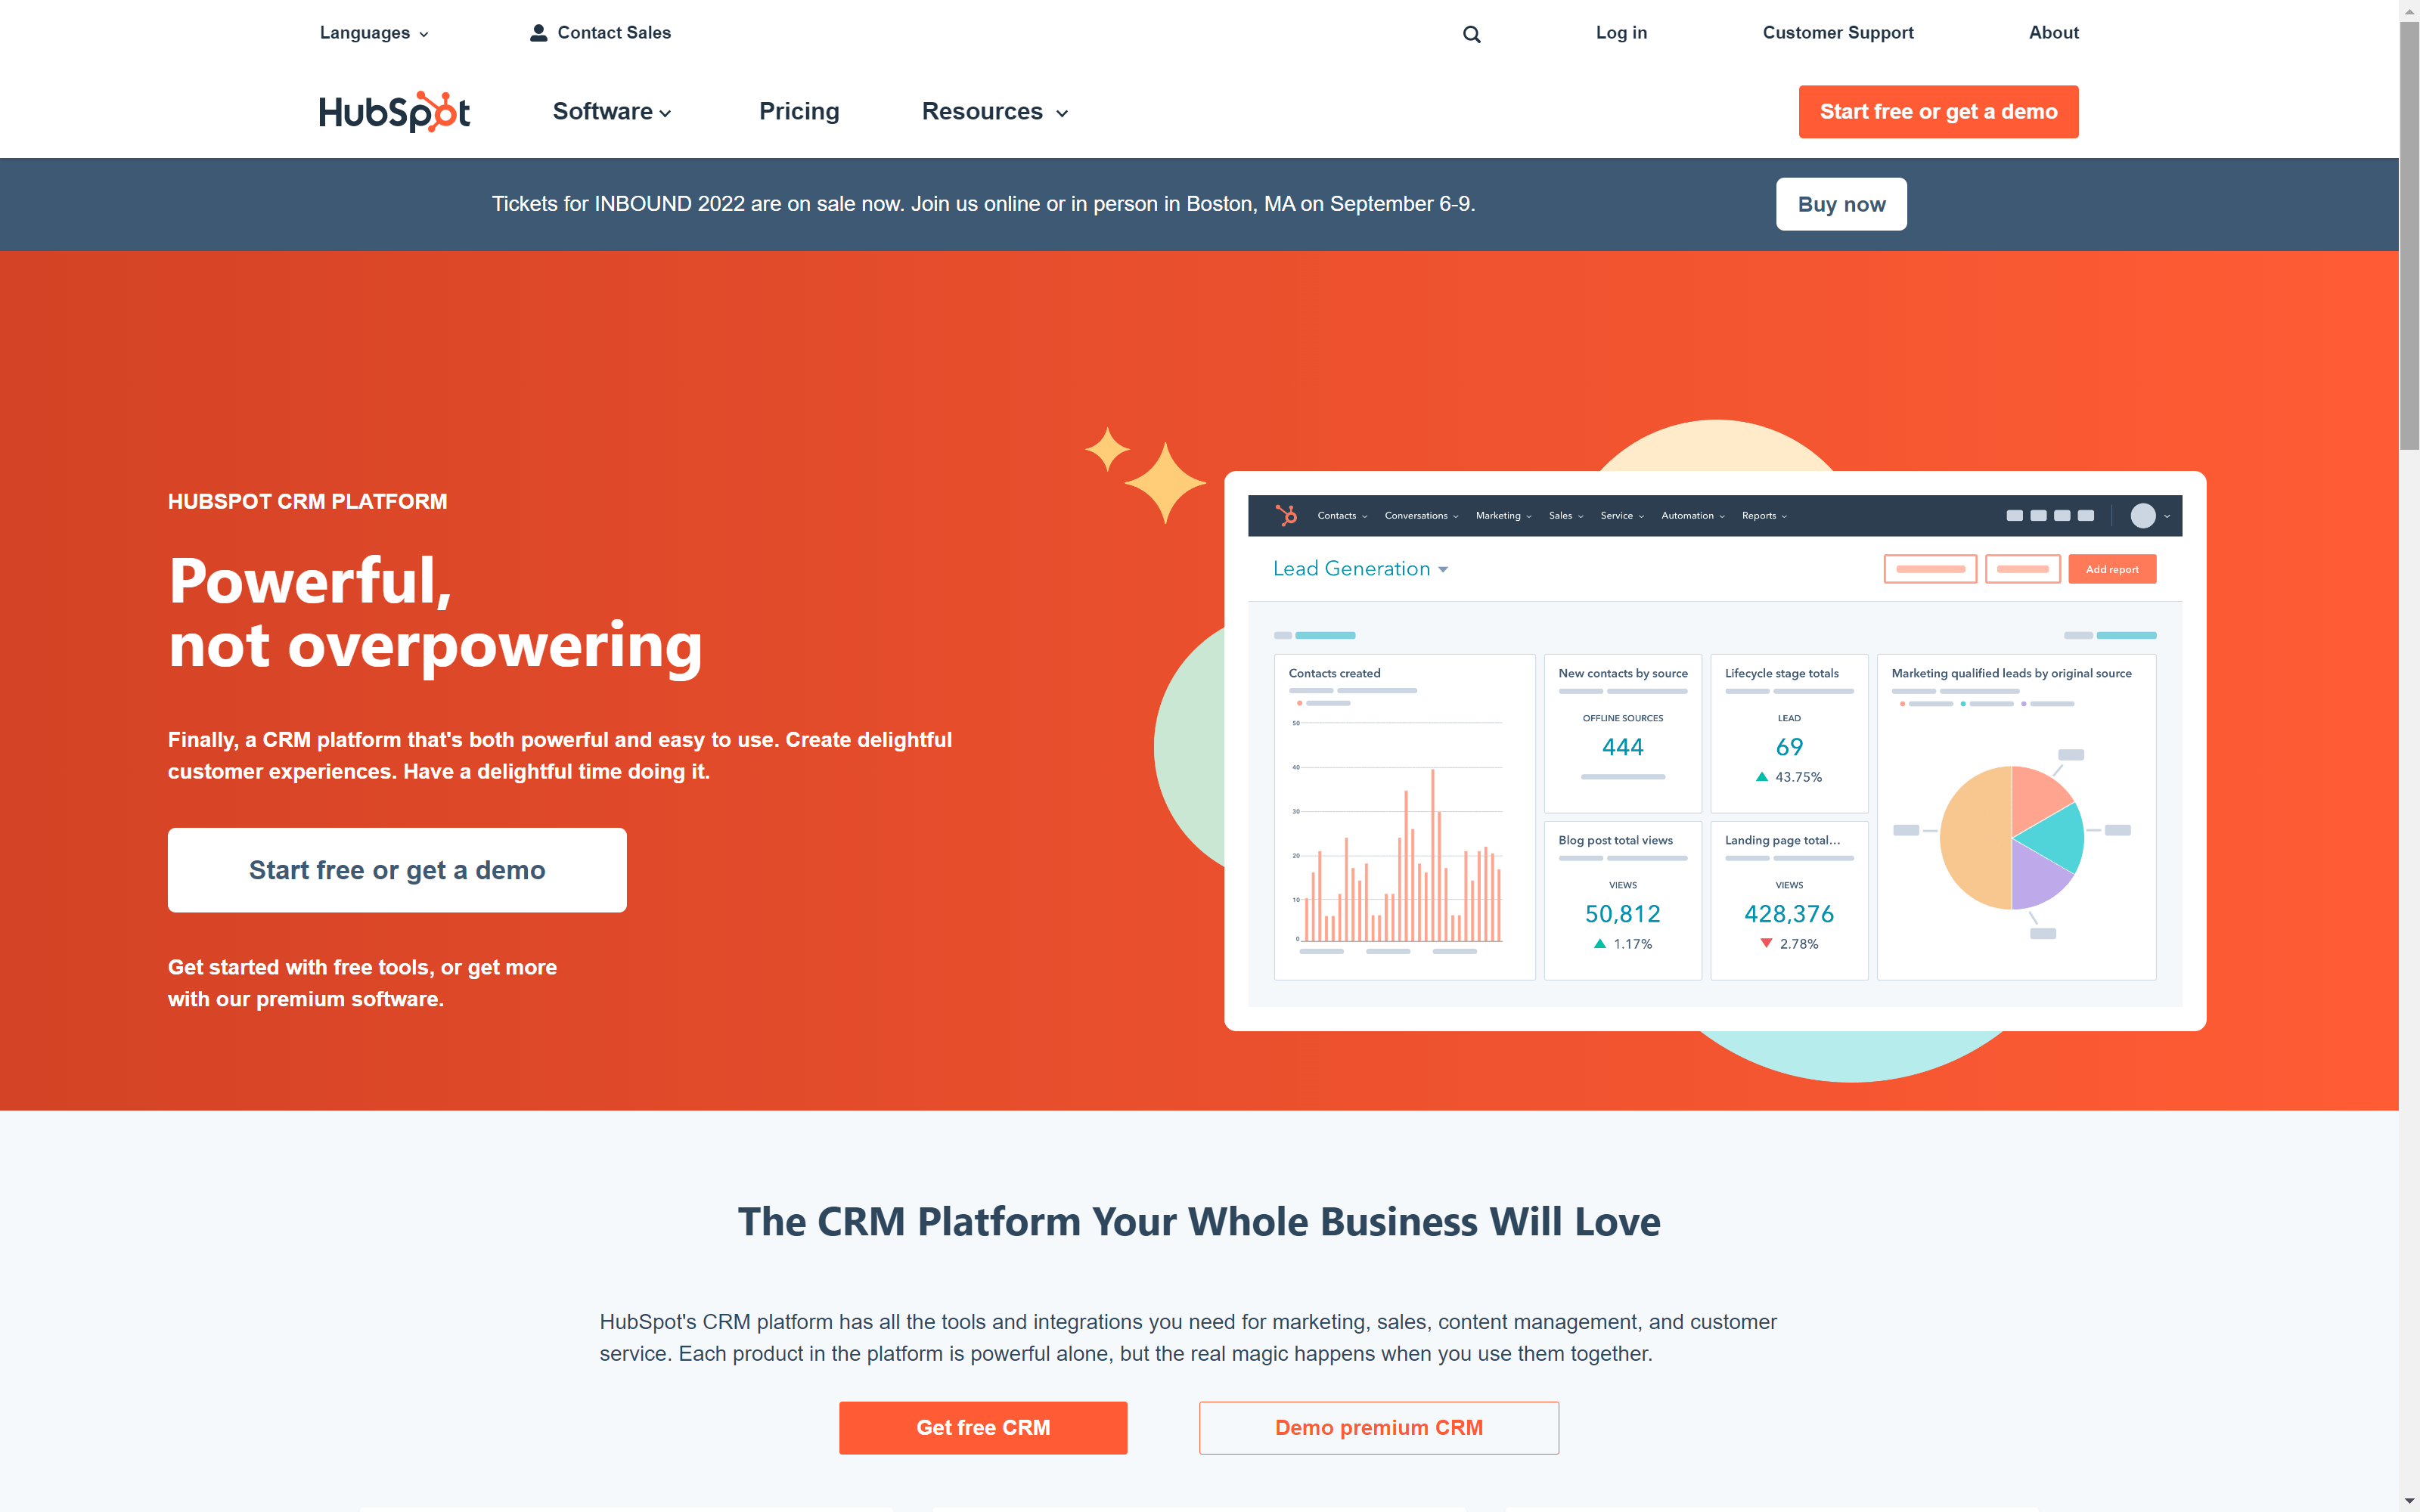 Languages
Contact Sales
Log in
Customer Support
About
HubSpot
Software
Pricing
Resources
Start free or get a demo
Tickets for INBOUND 2022 are on sale now. Join us online or in person in Boston, MA on September 6-9.
Buy now
HUBSPOT CRM PLATFORM
Powerful,
not overpowering
Finally, a CRM platform that's both powerful and easy to use. Create delightful
customer experiences. Have a delightful time doing it.
Start free or get a demo
Get started with free tools, or get more
with our premium software.
Contacts
Conversations
Marketing
Sales
Service
Automation
Reports
Lead Generation
Add report
Contacts created
50
40
30
20
10
0
New contacts by source
OFFLINE SOURCES
444
Lifecycle stage totals
LEAD
69
43.75%
Blog post total views
VIEWS
50,812
1.17%
Landing page total...
VIEWS
428,376
2.78%
Marketing qualified leads by original source
The CRM Platform Your Whole Business Will Love
HubSpot's CRM platform has all the tools and integrations you need for marketing, sales, content management, and customer
service. Each product in the platform is powerful alone, but the real magic happens when you use them together.
Get free CRM
Demo premium CRM